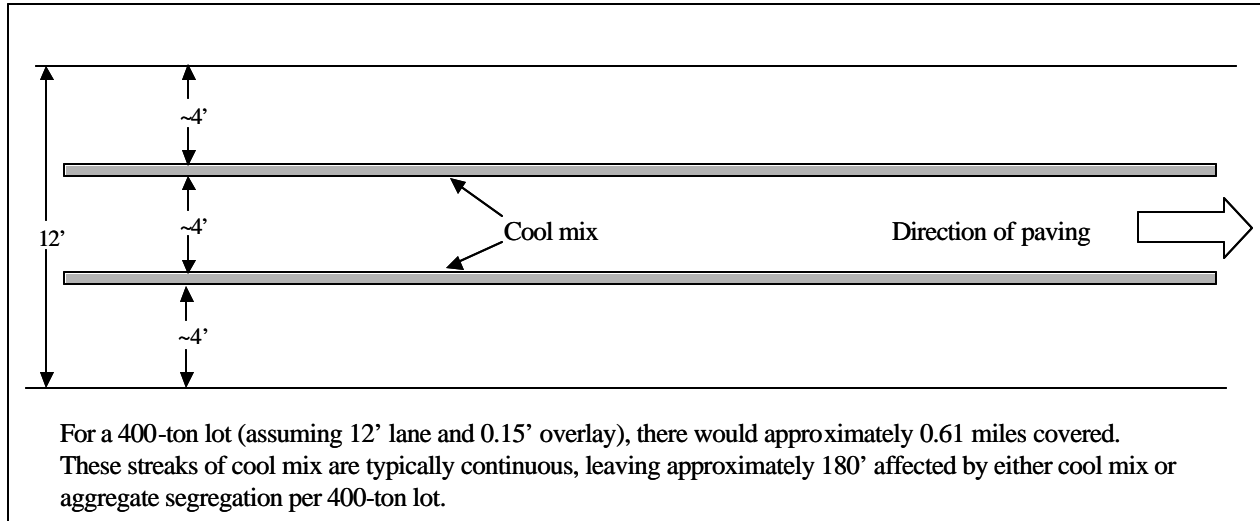 ~4’
12’
~4’
Cool mix
Direction of paving
~4’
For a 400-ton lot (assuming 12’ lane and 0.15’ overlay), there would approximately 0.61 miles covered.
These streaks of cool mix are typically continuous, leaving approximately 180’ affected by either cool mix or
aggregate segregation per 400-ton lot.